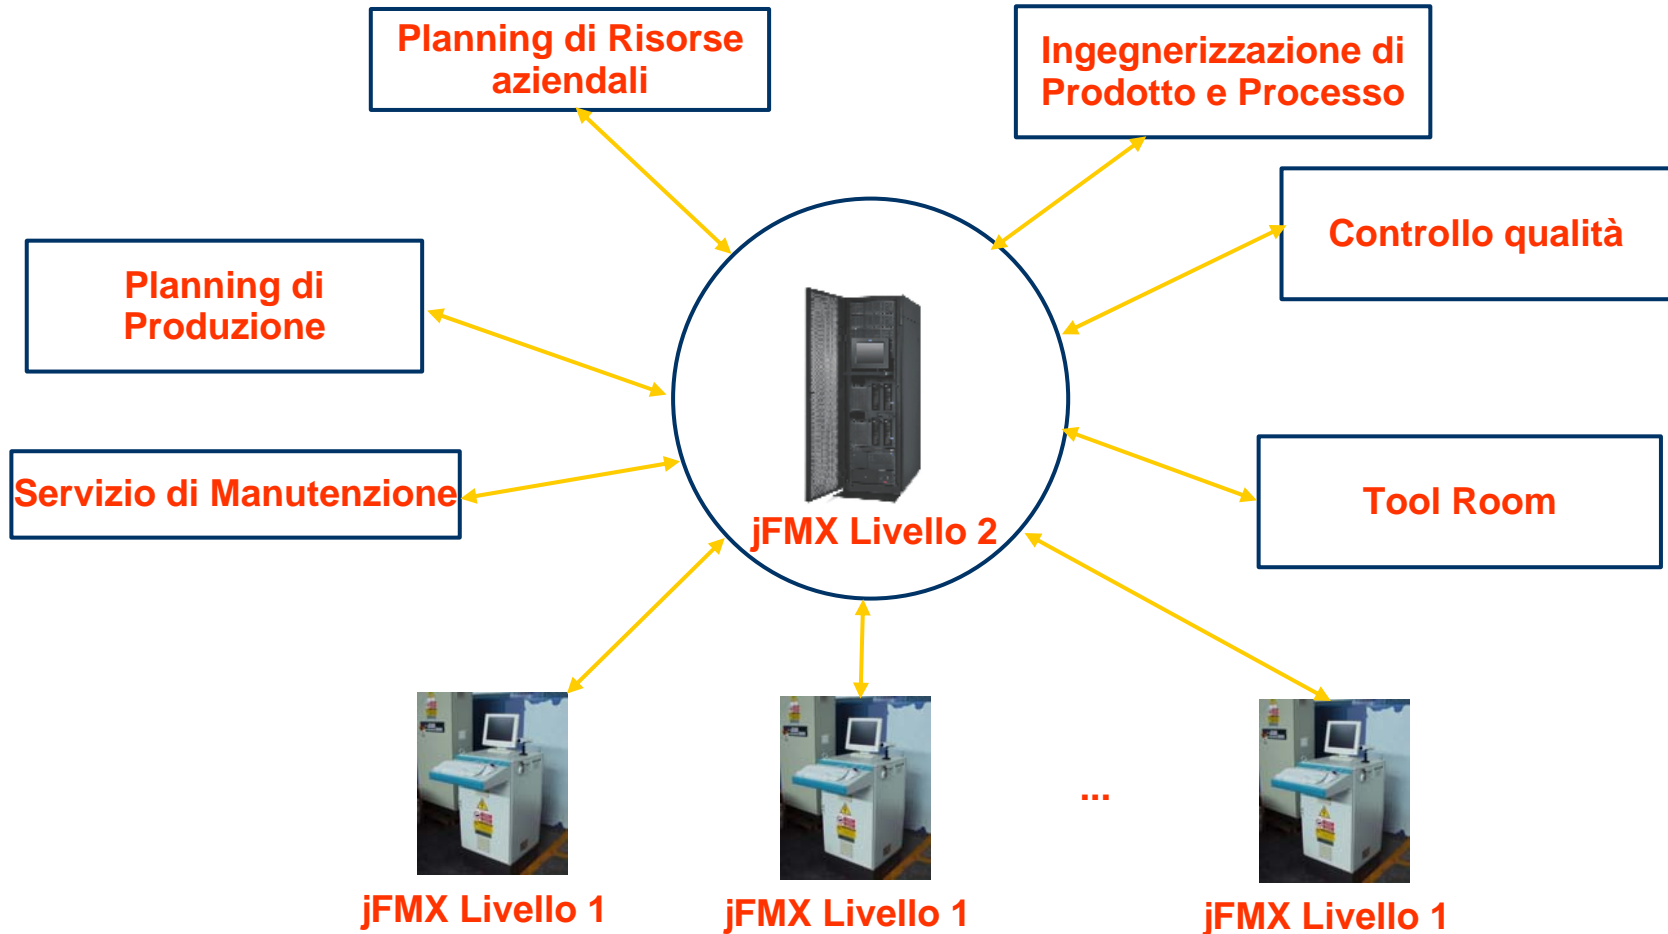 Planning di Risorse
aziendali
Ingegnerizzazione di
Prodotto e Processo
Controllo qualità
Planning di
Produzione
Servizio di Manutenzione
Tool Room
jFMX Livello 2
...
jFMX Livello 1
jFMX Livello 1
jFMX Livello 1